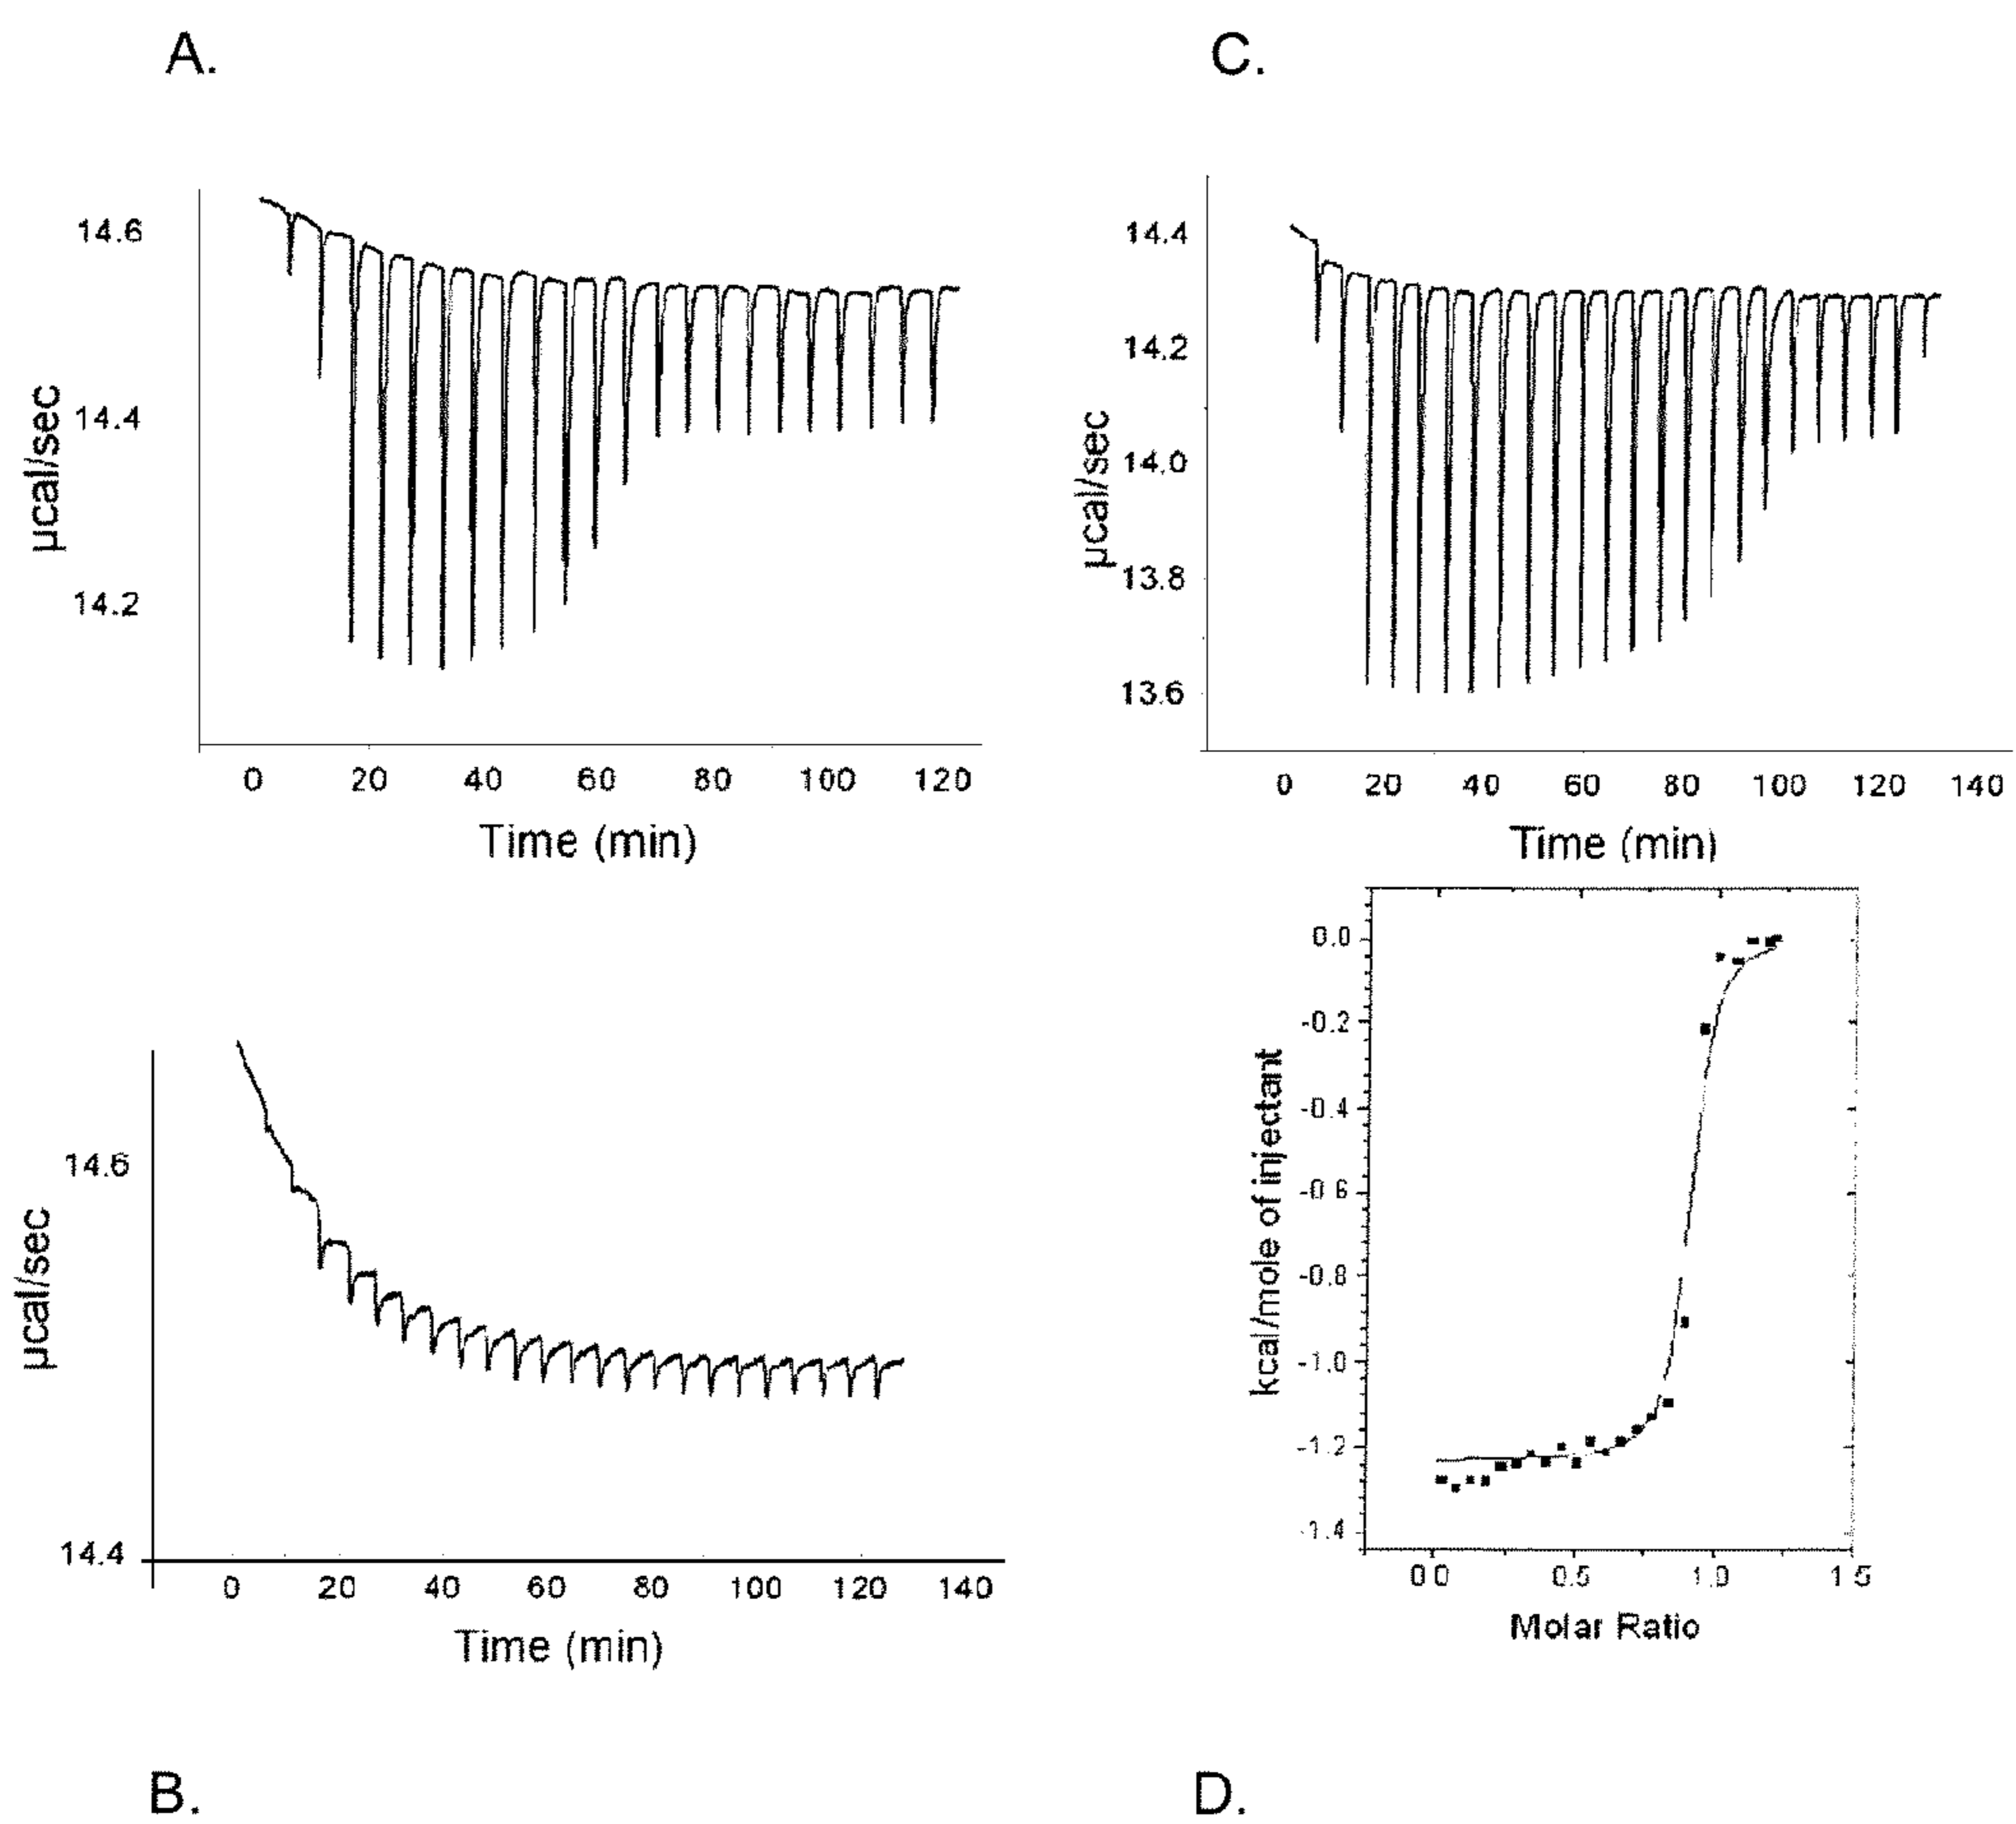 A.
14.6
14.4
14.2
µcal/sec
0 20 40 60 80 100 120
Time (min)
C.
14.4
14.2
14.0
13.8
13.6
µcal/sec
0 20 40 60 80 100 120 140
Time (min)
14.6
14.4
µcal/sec
0 20 40 60 80 100 120 140
Time (min)
B.
0.0
-0.2
-0.4
-0.6
-0.8
-1.0
-1.2
-1.4
kcal/mole of injectant
0.0 0.5 1.0 1.5
Molar Ratio
D.